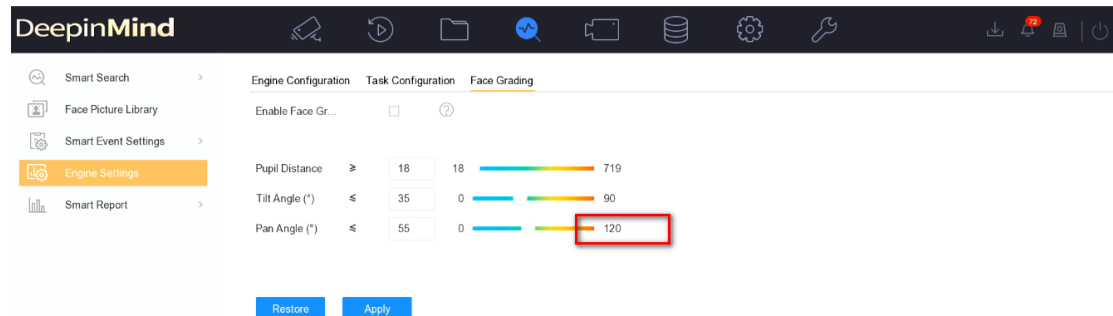 DeepinMind
72
Smart Search
Face Picture Library
Smart Event Settings
Engine Settings
Smart Report
Engine Configuration Task Configuration Face Grading
Enable Face Gr...
Pupil Distance ≥ 18 18 719
Tilt Angle (°) ≤ 35 0 90
Pan Angle (°) ≤ 55 0 120
Restore Apply